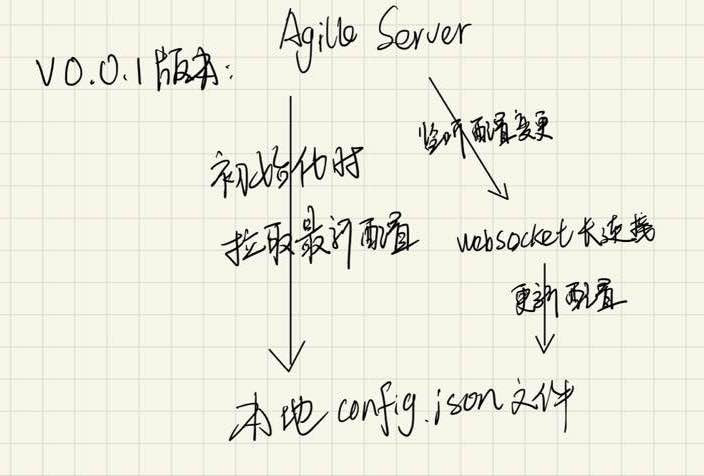 Agile Server
V0.0.1版本:
监听配置变更
初始化时
拉取最新配置
websocket长连接
更新配置
本地config.json文件